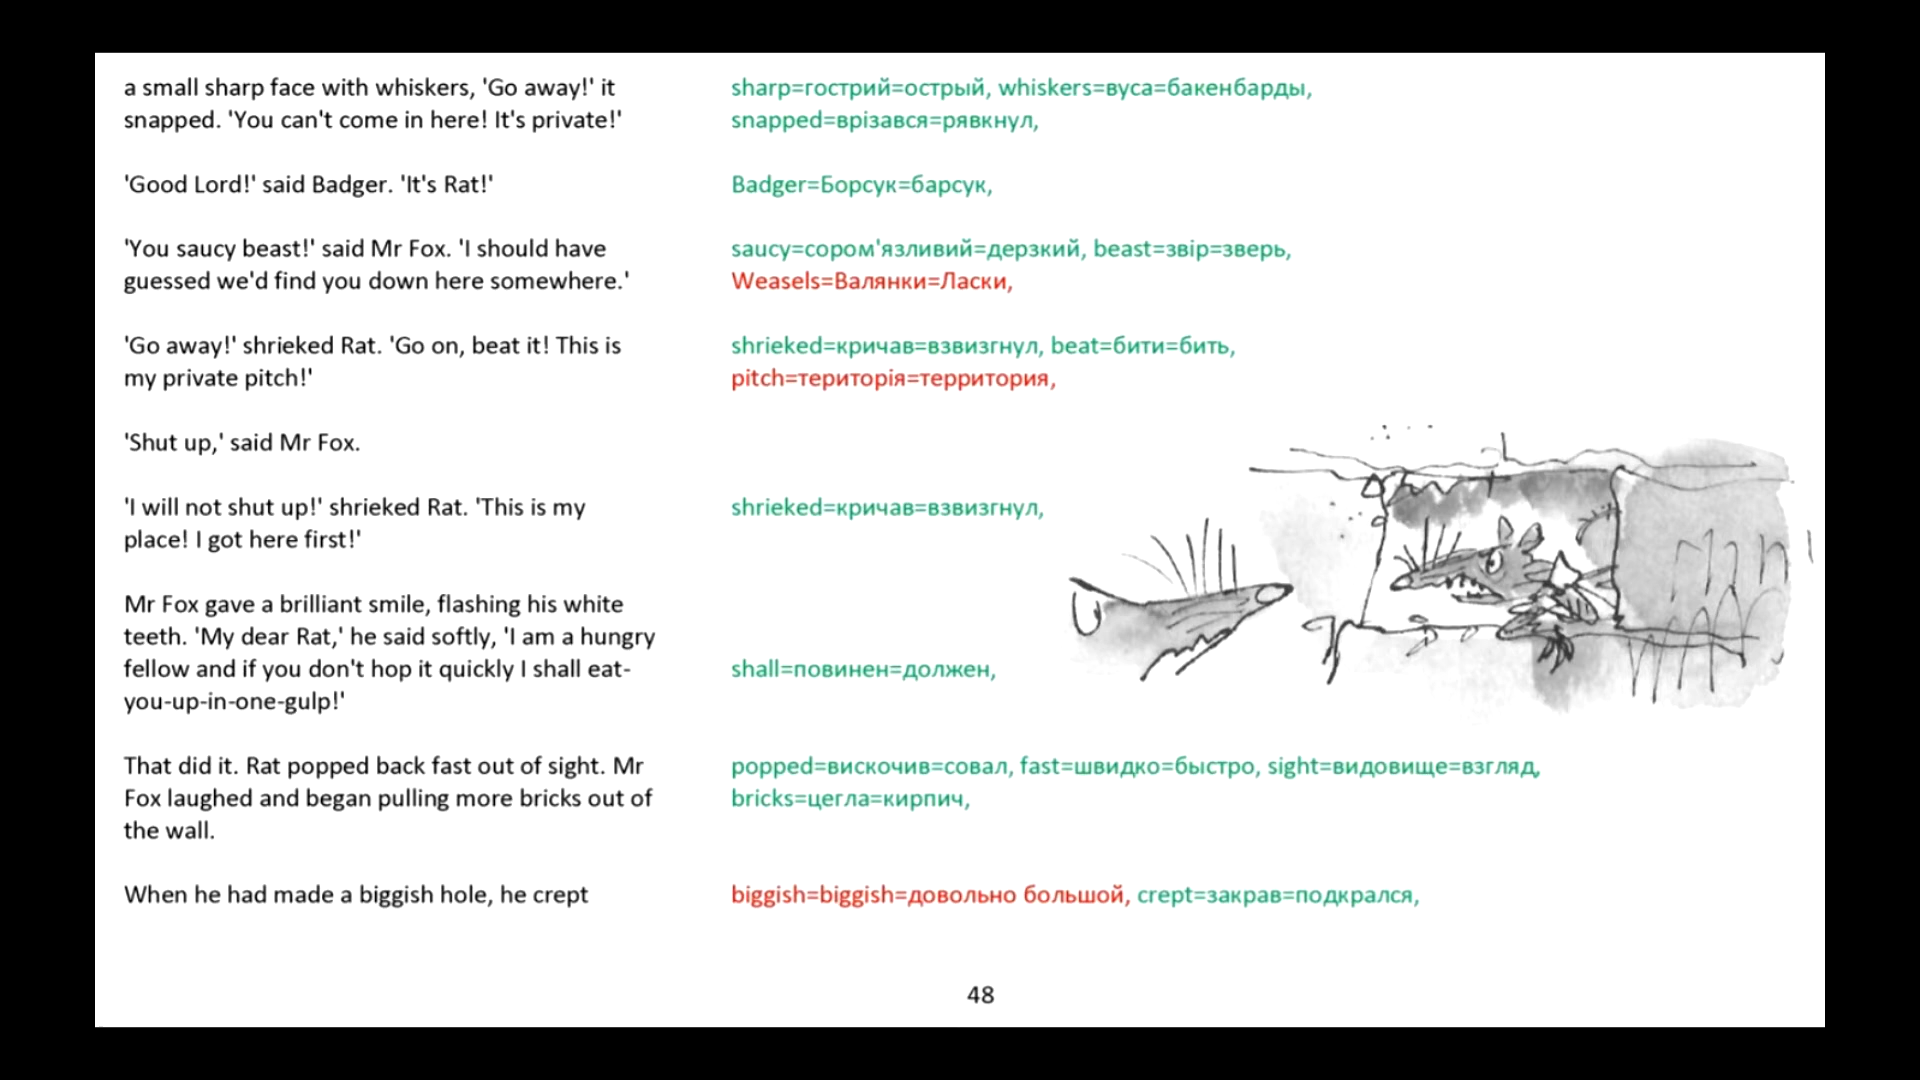 a small sharp face with whiskers, 'Go away!' it
snapped. 'You can't come in here! It's private!'
sharp=гострий=острый, whiskers=вуса=бакенбарды,
snapped=врізався=рявкнул,
'Good Lord!' said Badger. 'It's Rat!'
Badger=Борсук=барсук,
'You saucy beast!' said Mr Fox. 'I should have
guessed we'd find you down here somewhere.'
saucy=сором'язливий=дерзкий, beast=звір=зверь,
Weasels=Валянки=Ласки,
'Go away!' shrieked Rat. 'Go on, beat it! This is
my private pitch!'
shrieked=кричав=взвизгнул, beat=бити=бить,
pitch=територія=территория,
'Shut up,' said Mr Fox.
'I will not shut up!' shrieked Rat. 'This is my
place! I got here first!'
shrieked=кричав=взвизгнул,
Mr Fox gave a brilliant smile, flashing his white
teeth. 'My dear Rat,' he said softly, 'I am a hungry
fellow and if you don't hop it quickly I shall eat-
you-up-in-one-gulp!'
shall=повинен=должен,
That did it. Rat popped back fast out of sight. Mr
Fox laughed and began pulling more bricks out of
the wall.
popped=вискочив=совал, fast=швидко=быстро, sight=видовище=взгляд,
bricks=цегла=кирпич,
When he had made a biggish hole, he crept
biggish=biggish=довольно большой, crept=закрав=подкрался,
48